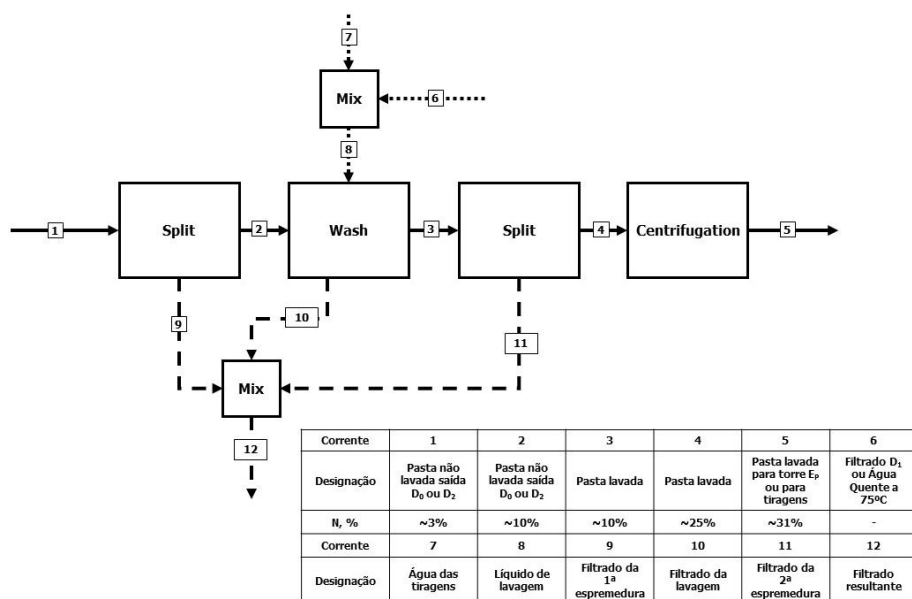 7
Mix
6
8
1
Split
2
Wash
3
Split
4
Centrifugation
5
9
10
11
Mix
12
Corrente 1 2 3 4 5 6
Designação Pasta não lavada saída D₀ ou D₂ Pasta não lavada saída D₀ ou D₂ Pasta lavada Pasta lavada Pasta lavada para torre Eₚ ou para tiragens Filtrado D₁ ou Água Quente a 75ºC
N, % ~3% ~10% ~10% ~25% ~31% -
Corrente 7 8 9 10 11 12
Designação Água das tiragens Líquido de lavagem Filtrado da 1ª espremedura Filtrado da lavagem Filtrado da 2ª espremedura Filtrado resultante